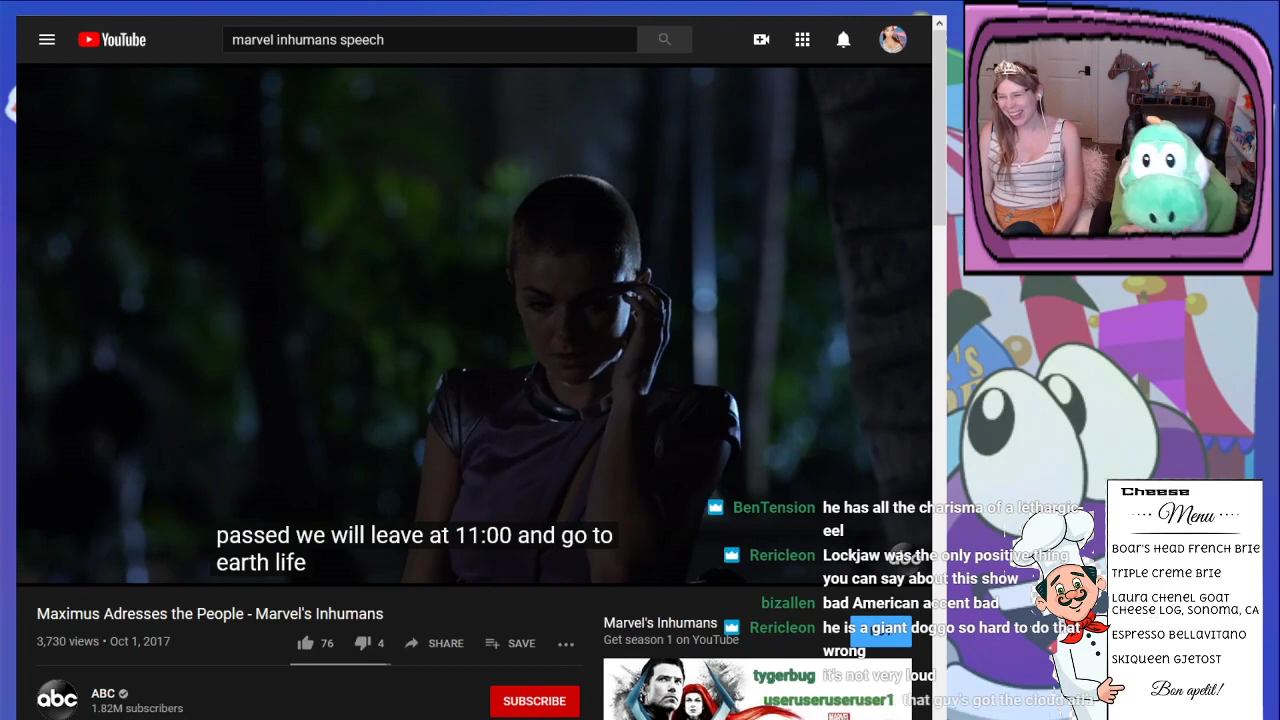 YouTube
marvel inhumans speech
passed we will leave at 11:00 and go to
earth life
Maximus Adresses the People - Marvel's Inhumans
3,730 views • Oct 1, 2017
76
4
SHARE
SAVE
abc
ABC
1.82M subscribers
SUBSCRIBE
Marvel's Inhumans
Get season 1 on YouTube
MARVEL
BenTension he has all the charisma of a lethargic
eel
Rericleon Lockjaw was the only positive thing
you can say about this show
bizallen bad American accent bad
Rericleon he is a giant doggo so hard to do that
wrong
tygerbug it's not very loud
useruseruseruser1 that guy's got the cloud
Cheese
Menu
Boar's Head French Brie
Triple Creme Brie
Laura Chenel Goat
Cheese Log, Sonoma, CA
Espresso Bellavitano
Skiqueen Gjetost
Bon apetit!